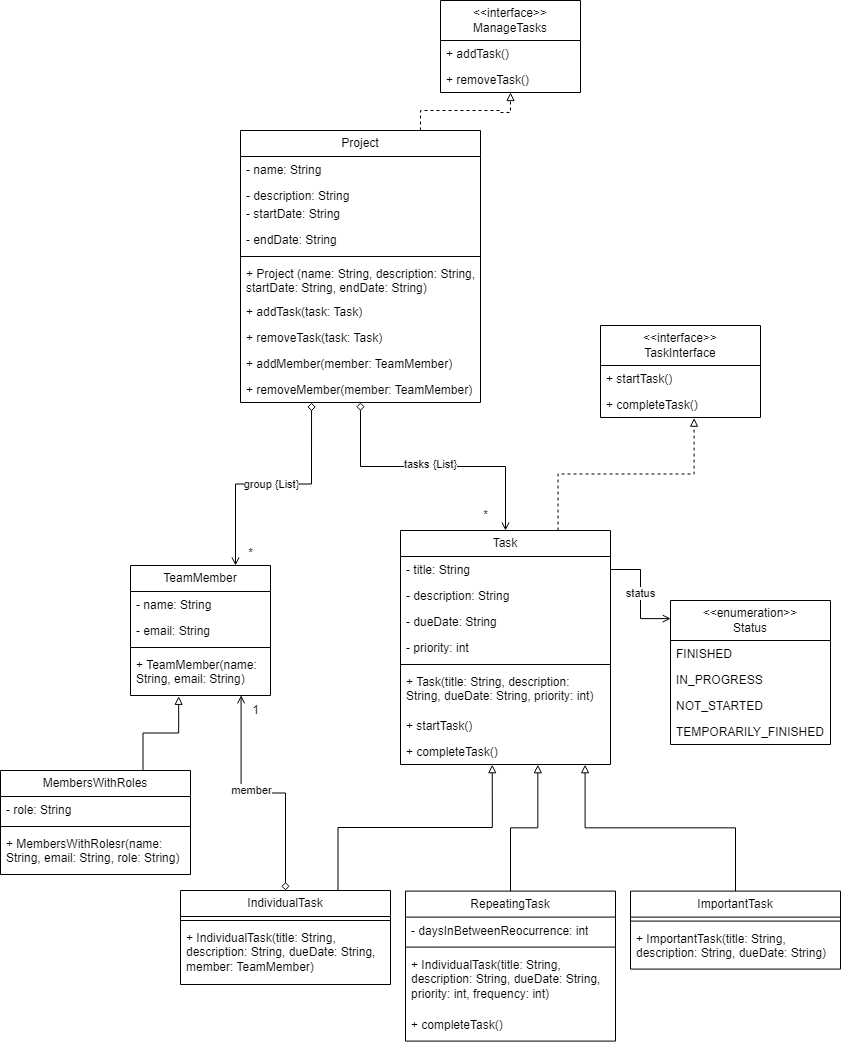 <<interface>>
ManageTasks
+ addTask()
+ removeTask()
Project
- name: String
- description: String
- startDate: String
- endDate: String
+ Project (name: String, description: String,
startDate: String, endDate: String)
+ addTask(task: Task)
+ removeTask(task: Task)
+ addMember(member: TeamMember)
+ removeMember(member: TeamMember)
<<interface>>
TaskInterface
+ startTask()
+ completeTask()
tasks {List}
group {List}
*
*
Task
- title: String
- description: String
- dueDate: String
- priority: int
+ Task(title: String, description:
String, dueDate: String, priority: int)
+ startTask()
+ completeTask()
status
<<enumeration>>
Status
FINISHED
IN_PROGRESS
NOT_STARTED
TEMPORARILY_FINISHED
TeamMember
- name: String
- email: String
+ TeamMember(name:
String, email: String)
1
member
MembersWithRoles
- role: String
+ MembersWithRolesr(name:
String, email: String, role: String)
IndividualTask
+ IndividualTask(title: String,
description: String, dueDate: String,
member: TeamMember)
RepeatingTask
- daysInBetweenReocurrence: int
+ IndividualTask(title: String,
description: String, dueDate: String,
priority: int, frequency: int)
+ completeTask()
ImportantTask
+ ImportantTask(title: String,
description: String, dueDate: String)